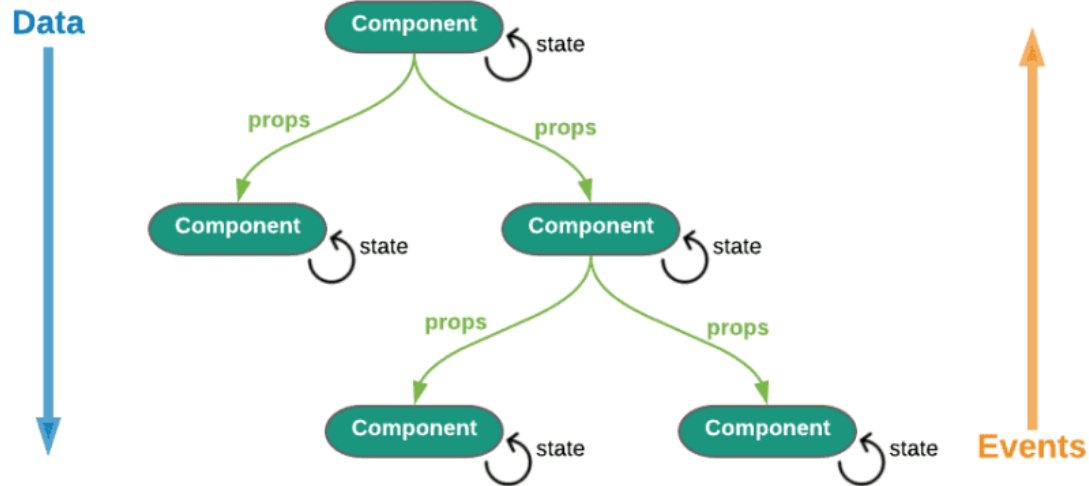 Data
Component
state
props
props
Component
state
Component
state
props
props
Component
state
Component
state
Events